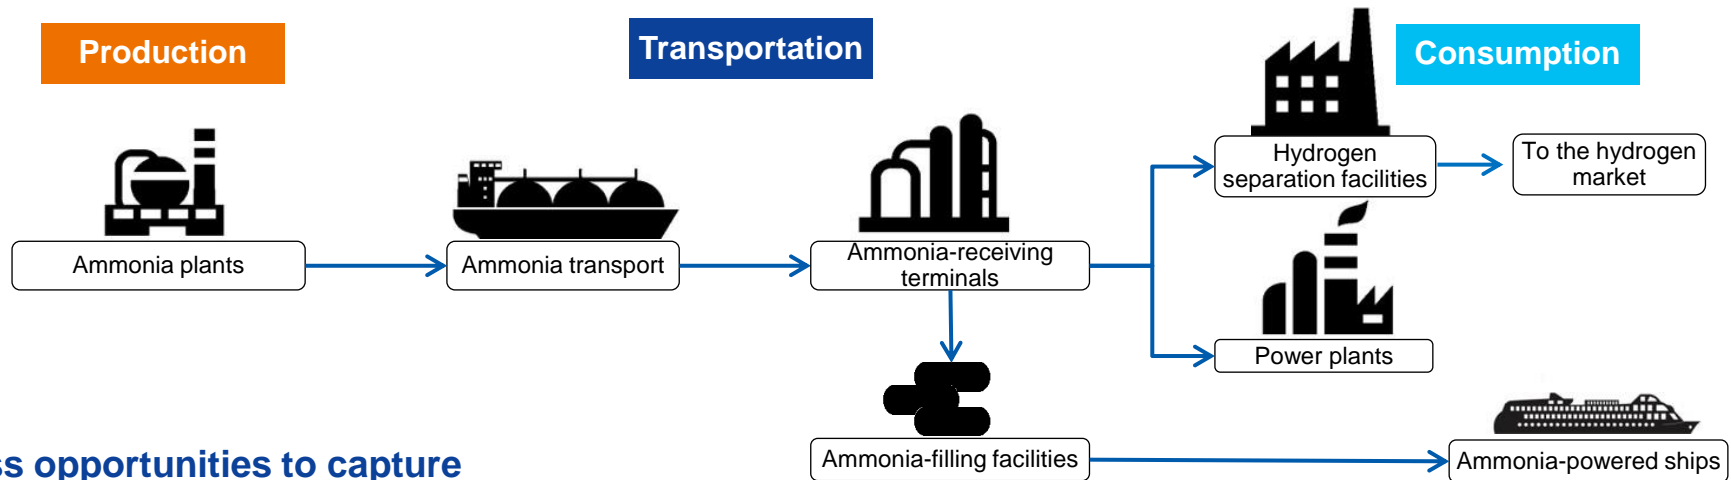 Production
Transportation
Consumption
Hydrogen
separation facilities
To the hydrogen
market
Ammonia plants
Ammonia transport
Ammonia-receiving
terminals
Power plants
Ammonia-filling facilities
Ammonia-powered ships
opportunities to capture